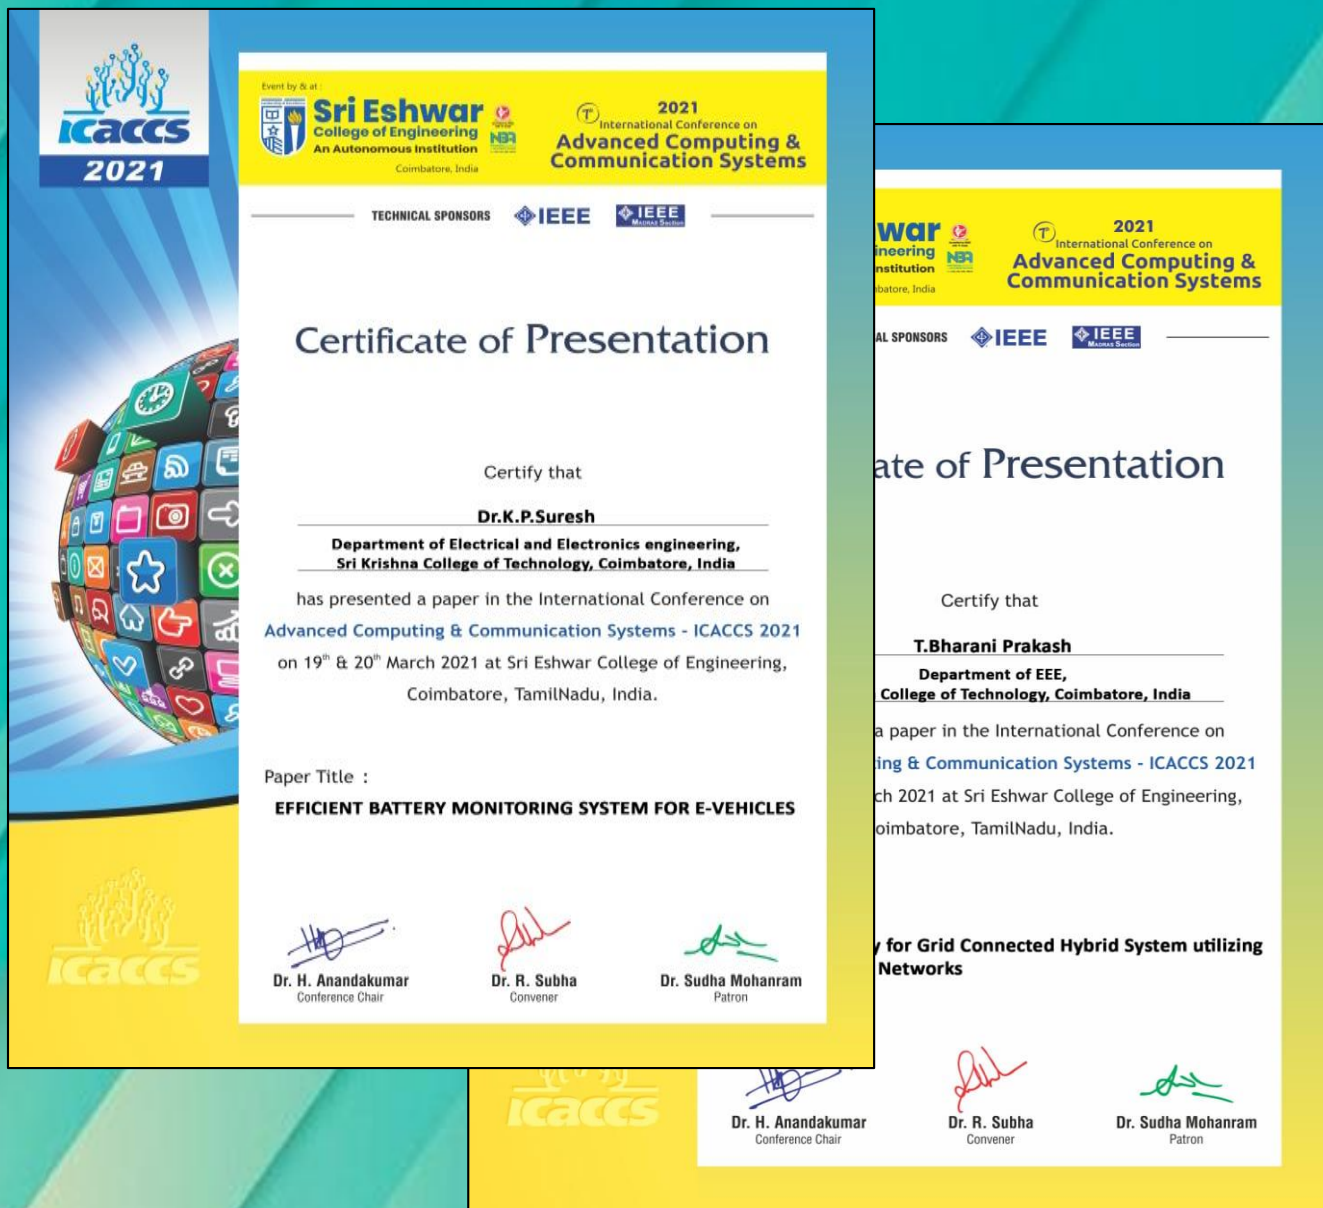 icaccs
2021
Event by & at :
Sri Eshwar
College of Engineering
An Autonomous Institution
Coimbatore, India
NBA
2021
International Conference on
Advanced Computing &
Communication Systems
TECHNICAL SPONSORS
IEEE
IEEE
MADRAS Section
Certificate of Presentation
Certify that
Dr.K.P.Suresh
Department of Electrical and Electronics engineering,
Sri Krishna College of Technology, Coimbatore, India
has presented a paper in the International Conference on
Advanced Computing & Communication Systems - ICACCS 2021
on 19th & 20th March 2021 at Sri Eshwar College of Engineering,
Coimbatore, TamilNadu, India.
Paper Title :
EFFICIENT BATTERY MONITORING SYSTEM FOR E-VEHICLES
icaccs
Dr. H. Anandakumar
Conference Chair
Dr. R. Subha
Convener
Dr. Sudha Mohanram
Patron
war
ineering
nstitution
batore, India
NBA
2021
International Conference on
Advanced Computing &
Communication Systems
AL SPONSORS
IEEE
IEEE
MADRAS Section
ate of Presentation
Certify that
T.Bharani Prakash
Department of EEE,
College of Technology, Coimbatore, India
a paper in the International Conference on
ing & Communication Systems - ICACCS 2021
ch 2021 at Sri Eshwar College of Engineering,
oimbatore, TamilNadu, India.
y for Grid Connected Hybrid System utilizing
Networks
icaccs
Dr. H. Anandakumar
Conference Chair
Dr. R. Subha
Convener
Dr. Sudha Mohanram
Patron